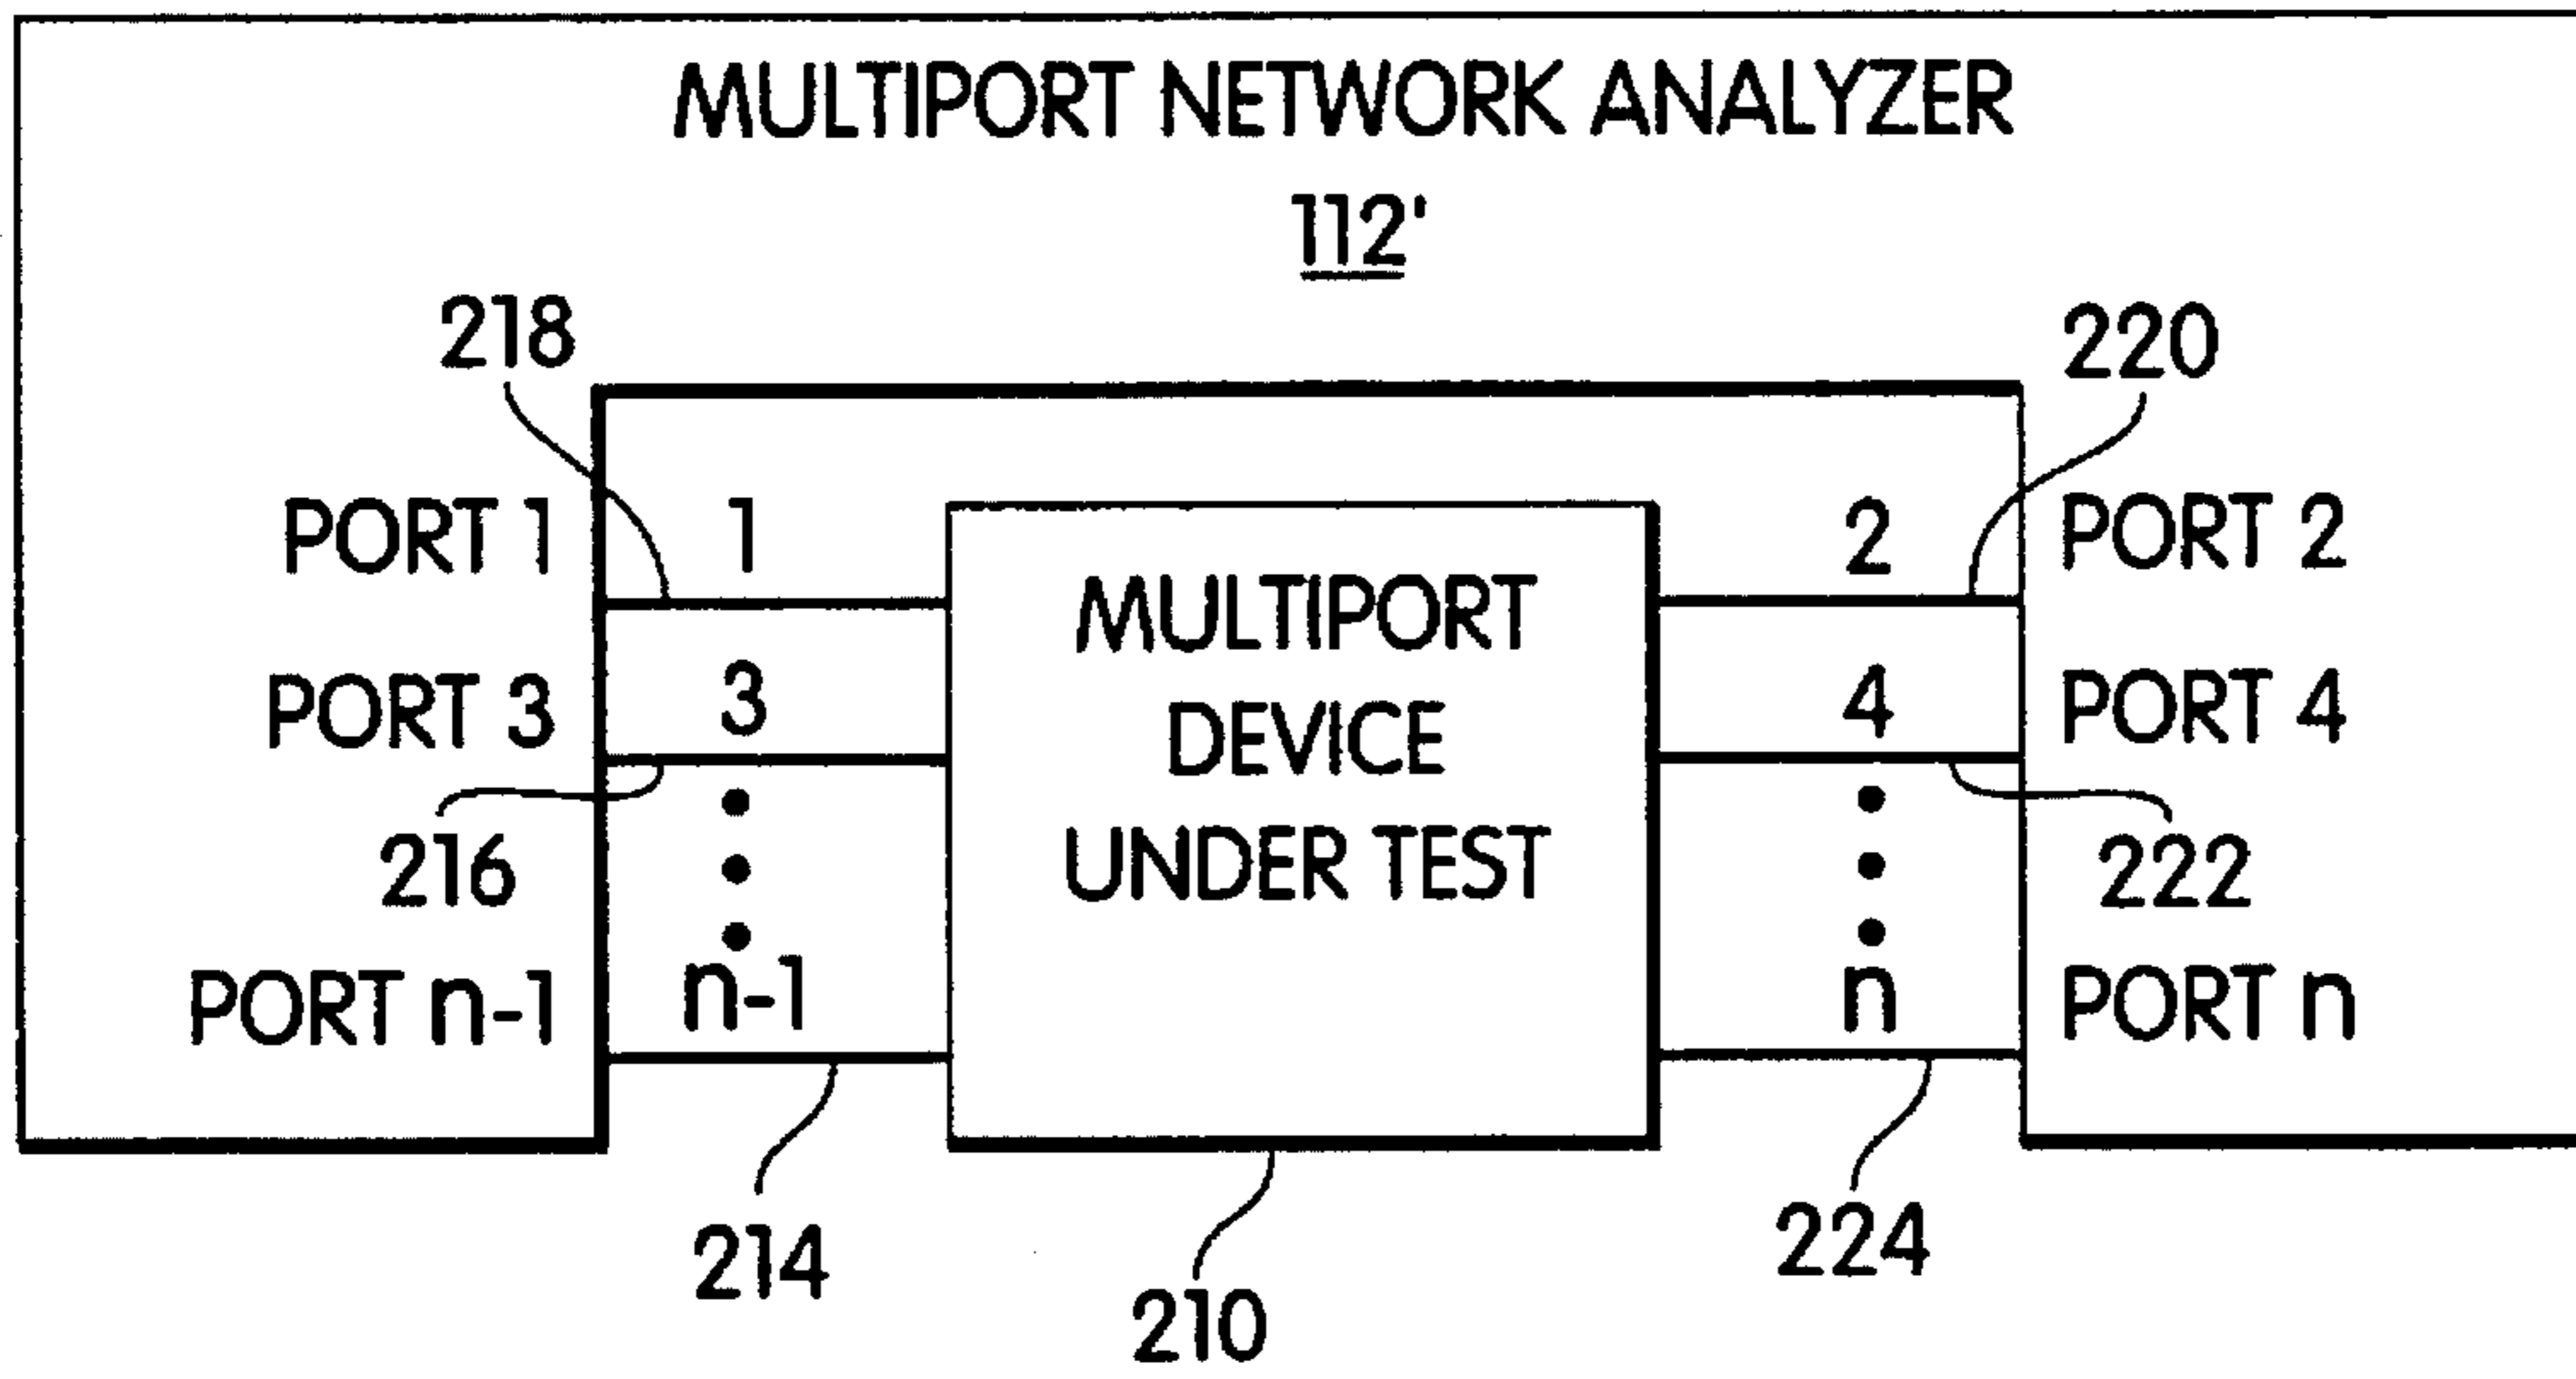 MULTIPORT NETWORK ANALYZER
112'
218
220
PORT 1
1
2
PORT 2
MULTIPORT
DEVICE
UNDER TEST
PORT 3
3
4
PORT 4
216
222
PORT n-1
n-1
n
PORT n
214
224
210